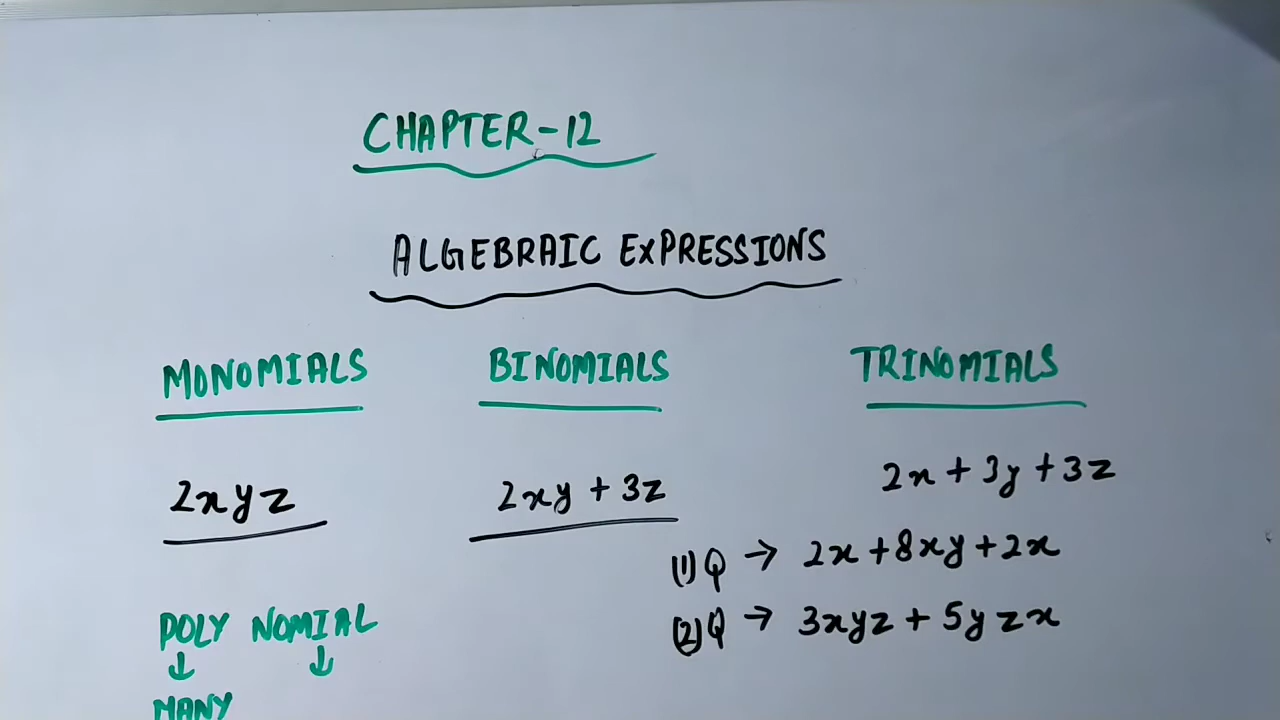 CHAPTER-12
ALGEBRAIC EXPRESSIONS
MONOMIALS BINOMIALS TRINOMIALS
2xyz 2xy + 3z 2x + 3y + 3z
(1) Q → 2x + 8xy + 2x
(2) Q → 3xyz + 5yzx
POLY NOMIAL
↓ ↓
MANY